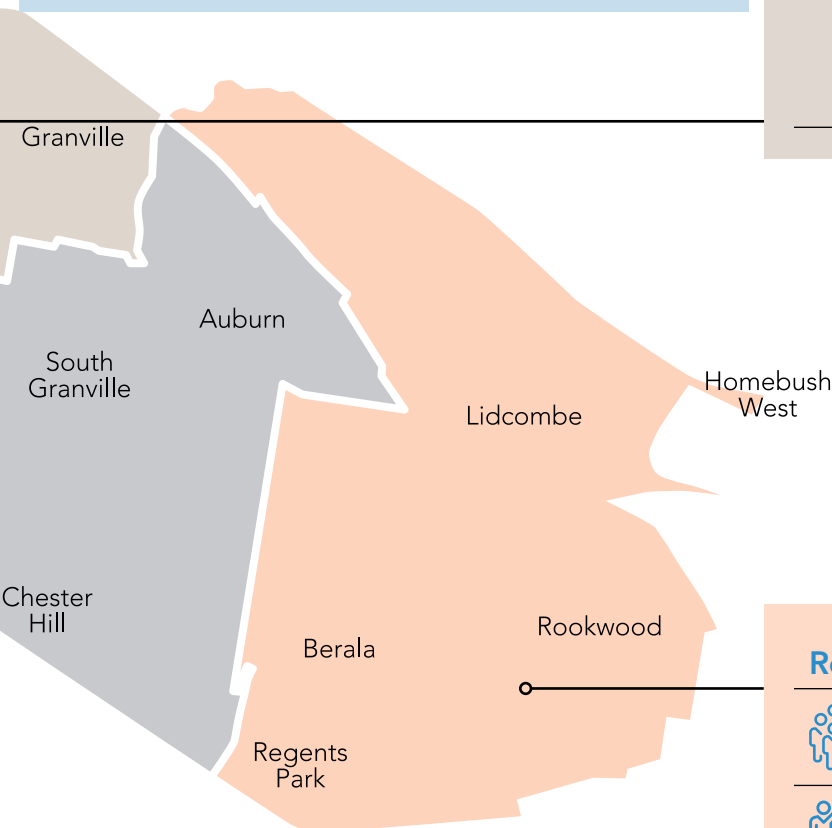 Granville
Auburn
South
Granville
Homebush
West
Lidcombe
Chester
Hill
Rookwood
Berala
Regents
Park